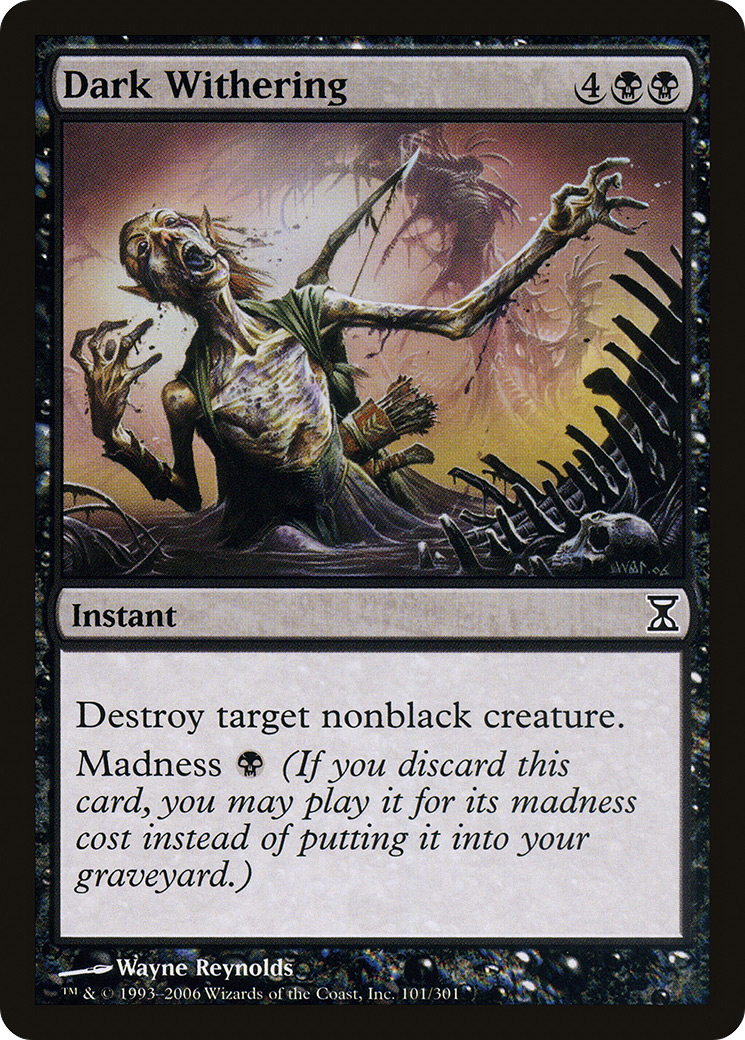 Dark Withering 4
Instant
Destroy target nonblack creature.
Madness (If you discard this
card, you may play it for its madness
cost instead of putting it into your
graveyard.)
Wayne Reynolds
™ & © 1993–2006 Wizards of the Coast, Inc. 101/301